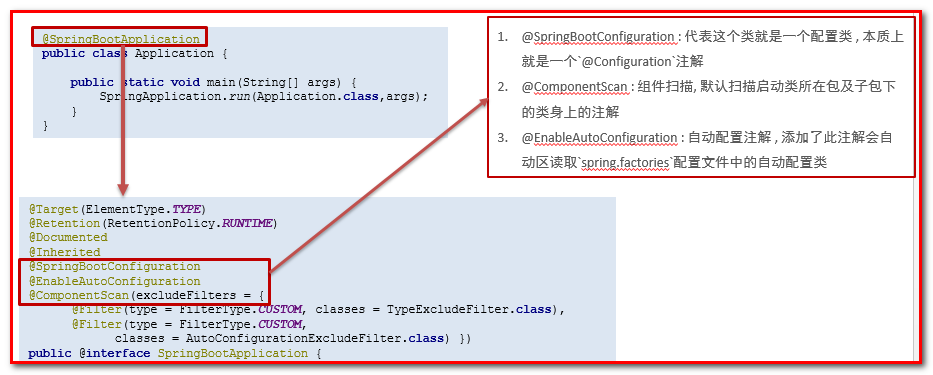 @SpringBootApplication
public class Application {
public static void main(String[] args) {
SpringApplication.run(Application.class,args);
}
}
1. @SpringBootConfiguration : 代表这个类就是一个配置类 , 本质上
就是一个`@Configuration`注解
2. @ComponentScan : 组件扫描, 默认扫描启动类所在包及子包下
的类身上的注解
3. @EnableAutoConfiguration : 自动配置注解 , 添加了此注解会自
动区读取`spring.factories`配置文件中的自动配置类
@Target(ElementType.TYPE)
@Retention(RetentionPolicy.RUNTIME)
@Documented
@Inherited
@SpringBootConfiguration
@EnableAutoConfiguration
@ComponentScan(excludeFilters = {
@Filter(type = FilterType.CUSTOM, classes = TypeExcludeFilter.class),
@Filter(type = FilterType.CUSTOM,
classes = AutoConfigurationExcludeFilter.class) })
public @interface SpringBootApplication {